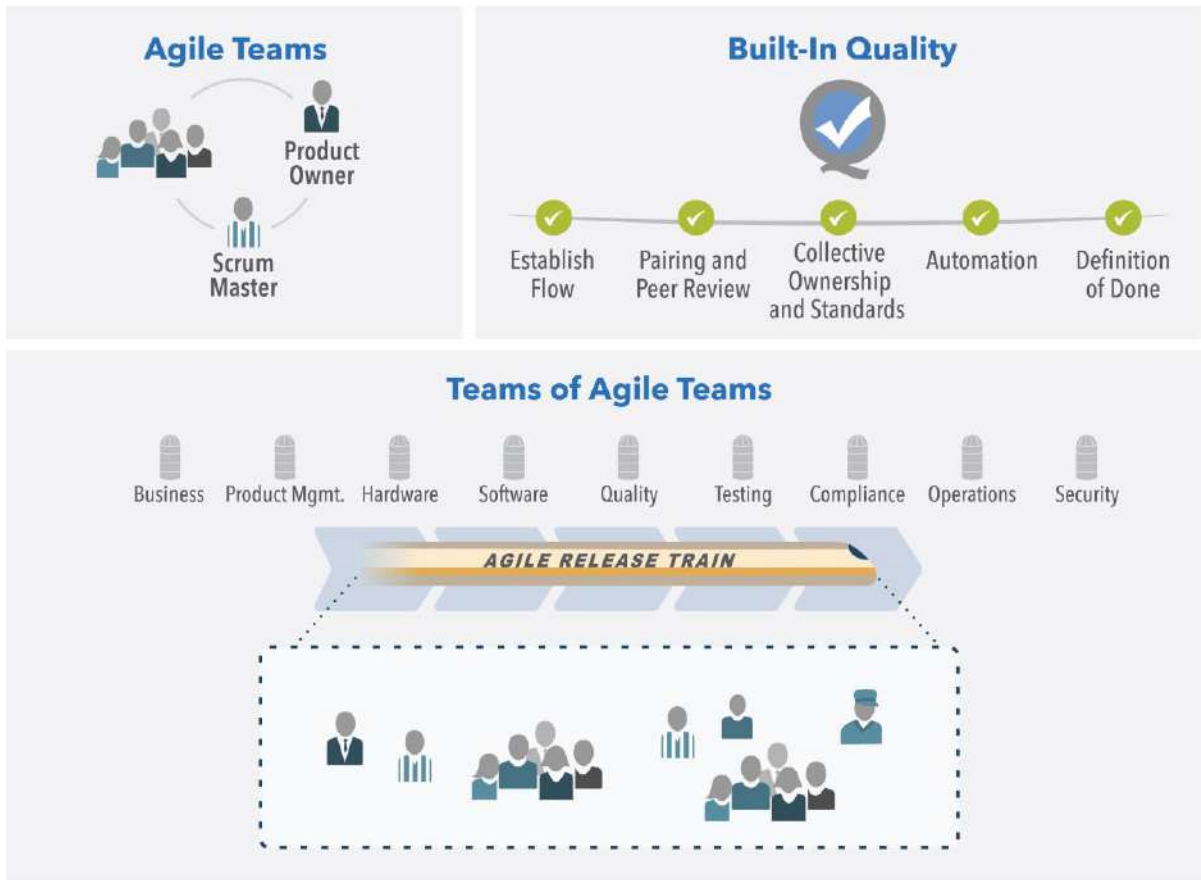 Agile Teams
Product
Owner
Scrum
Master
Built-In Quality
Establish
Flow
Pairing and
Peer Review
Collective
Ownership
and Standards
Automation
Definition
of Done
Teams of Agile Teams
Business
Product Mgmt.
Hardware
Software
Quality
Testing
Compliance
Operations
Security
AGILE RELEASE TRAIN